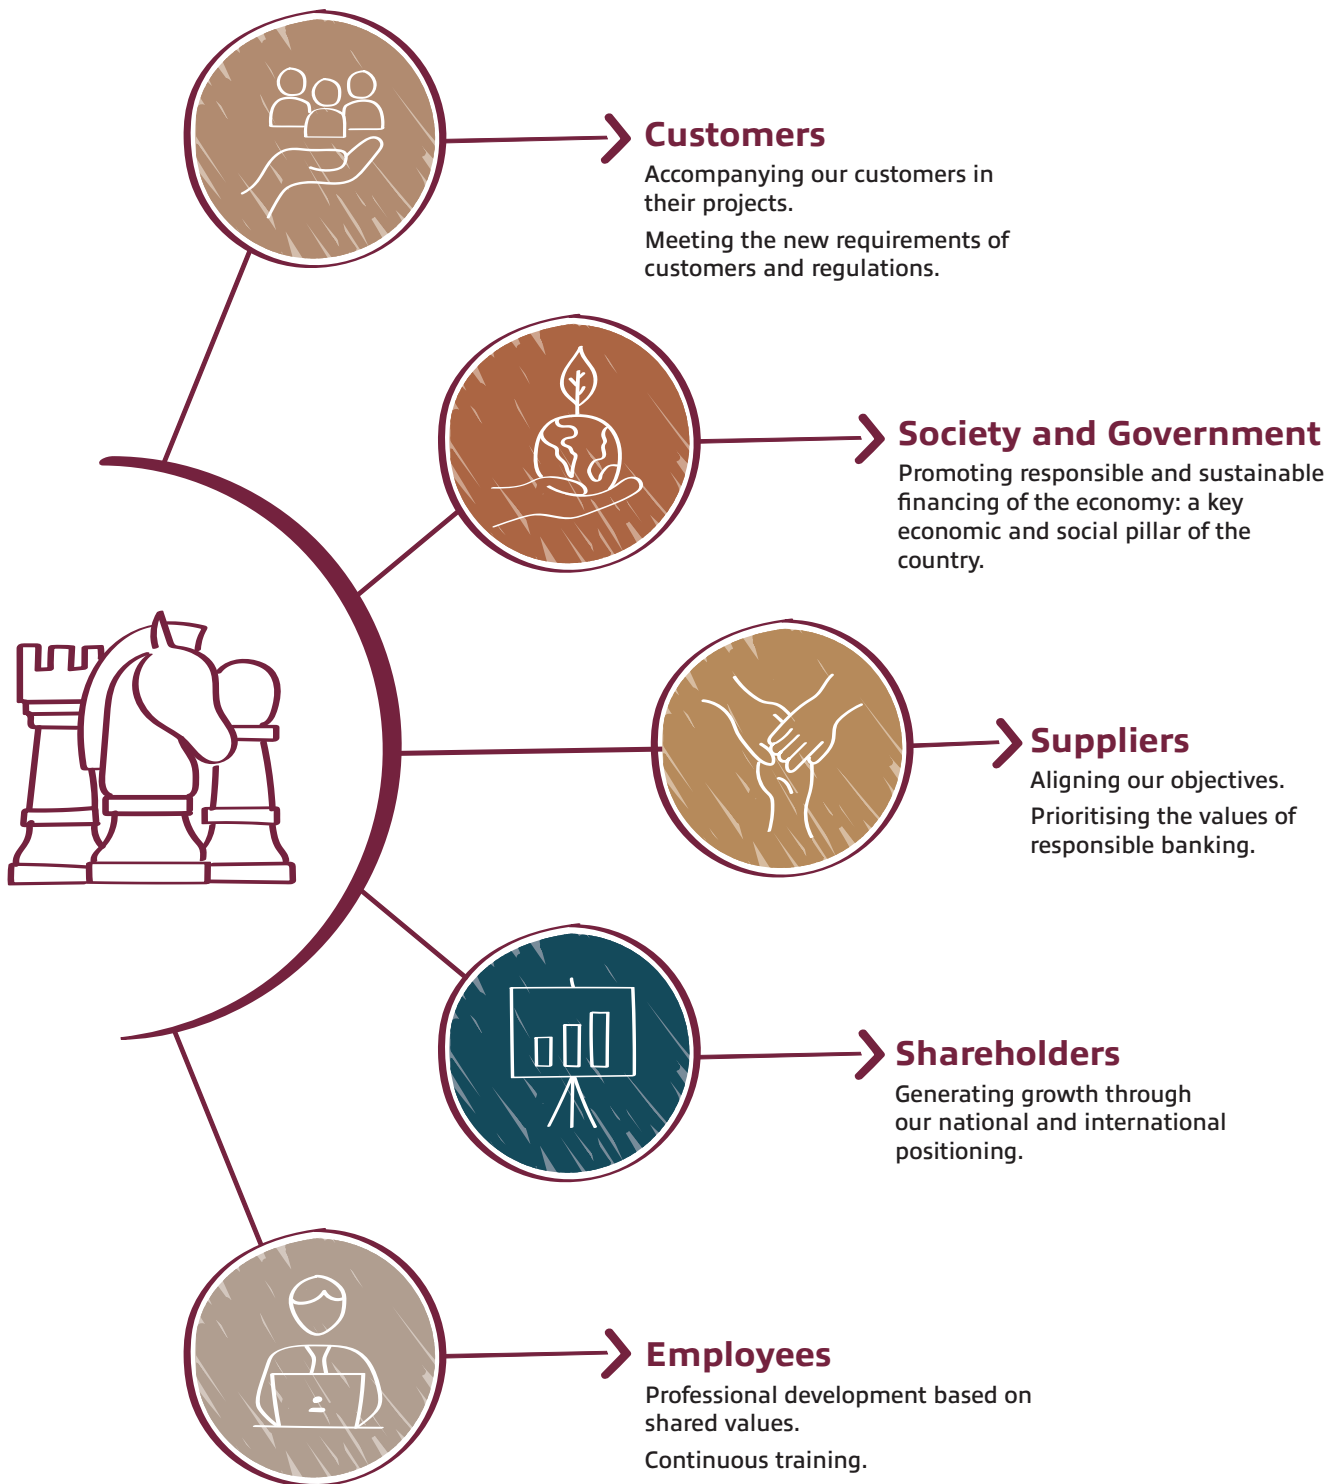 Customers
Accompanying our customers in
their projects.
Meeting the new requirements of
customers and regulations.
Society and Government
Promoting responsible and sustainable
financing of the economy: a key
economic and social pillar of the
country.
Suppliers
Aligning our objectives.
Prioritising the values of
responsible banking.
Shareholders
Generating growth through
our national and international
positioning.
Employees
Professional development based on
shared values.
Continuous training.